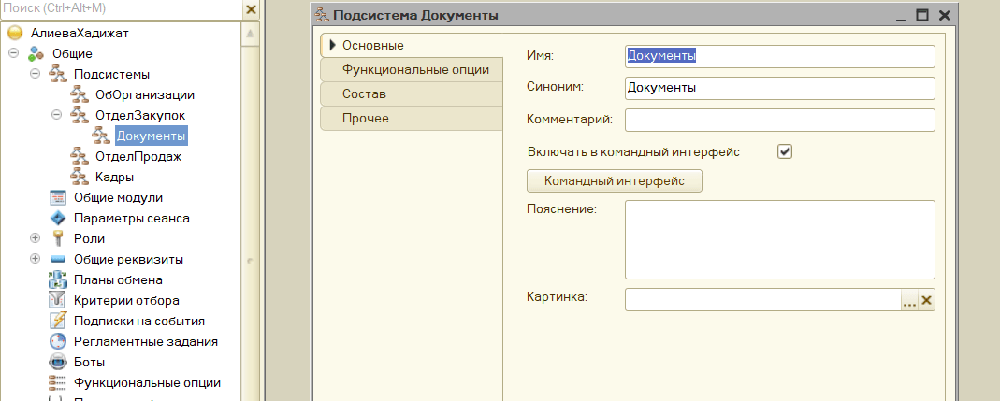 Поиск (Ctrl+Alt+M)
АлиеваХадижат
Общие
Подсистемы
ОбОрганизации
ОтделЗакупок
Документы
ОтделПродаж
Кадры
Общие модули
Параметры сеанса
Роли
Общие реквизиты
Планы обмена
Критерии отбора
Подписки на события
Регламентные задания
Боты
Функциональные опции
Подсистема Документы
Основные
Функциональные опции
Состав
Прочее
Имя: Документы
Синоним: Документы
Комментарий:
Включать в командный интерфейс
Командный интерфейс
Пояснение:
Картинка:
...